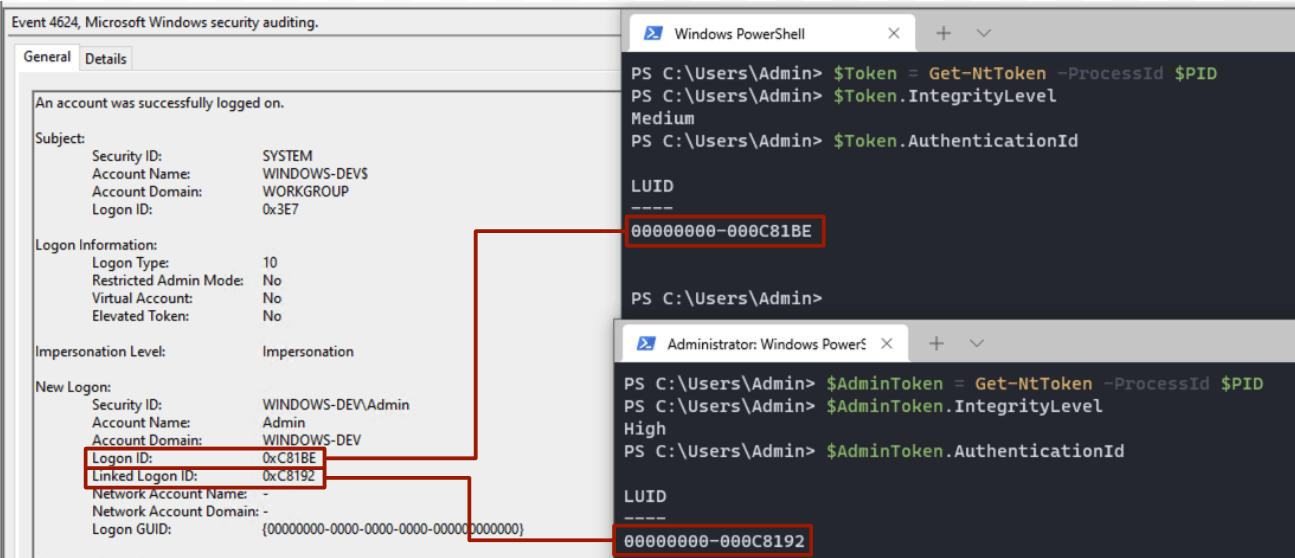 Event 4624, Microsoft Windows security auditing.
General Details
An account was successfully logged on.
Subject:
Security ID: SYSTEM
Account Name: WINDOWS-DEV$
Account Domain: WORKGROUP
Logon ID: 0x3E7
Logon Information:
Logon Type: 10
Restricted Admin Mode: No
Virtual Account: No
Elevated Token: No
Impersonation Level: Impersonation
New Logon:
Security ID: WINDOWS-DEV\Admin
Account Name: Admin
Account Domain: WINDOWS-DEV
Logon ID: 0xC81BE
Linked Logon ID: 0xC8192
Network Account Name: -
Network Account Domain: -
Logon GUID: {00000000-0000-0000-0000-000000000000}
Windows PowerShell
PS C:\Users\Admin> $Token = Get-NtToken -ProcessId $PID
PS C:\Users\Admin> $Token.IntegrityLevel
Medium
PS C:\Users\Admin> $Token.AuthenticationId
LUID
----
00000000-000C81BE
PS C:\Users\Admin>
Administrator: Windows PowerS
PS C:\Users\Admin> $AdminToken = Get-NtToken -ProcessId $PID
PS C:\Users\Admin> $AdminToken.IntegrityLevel
High
PS C:\Users\Admin> $AdminToken.AuthenticationId
LUID
----
00000000-000C8192